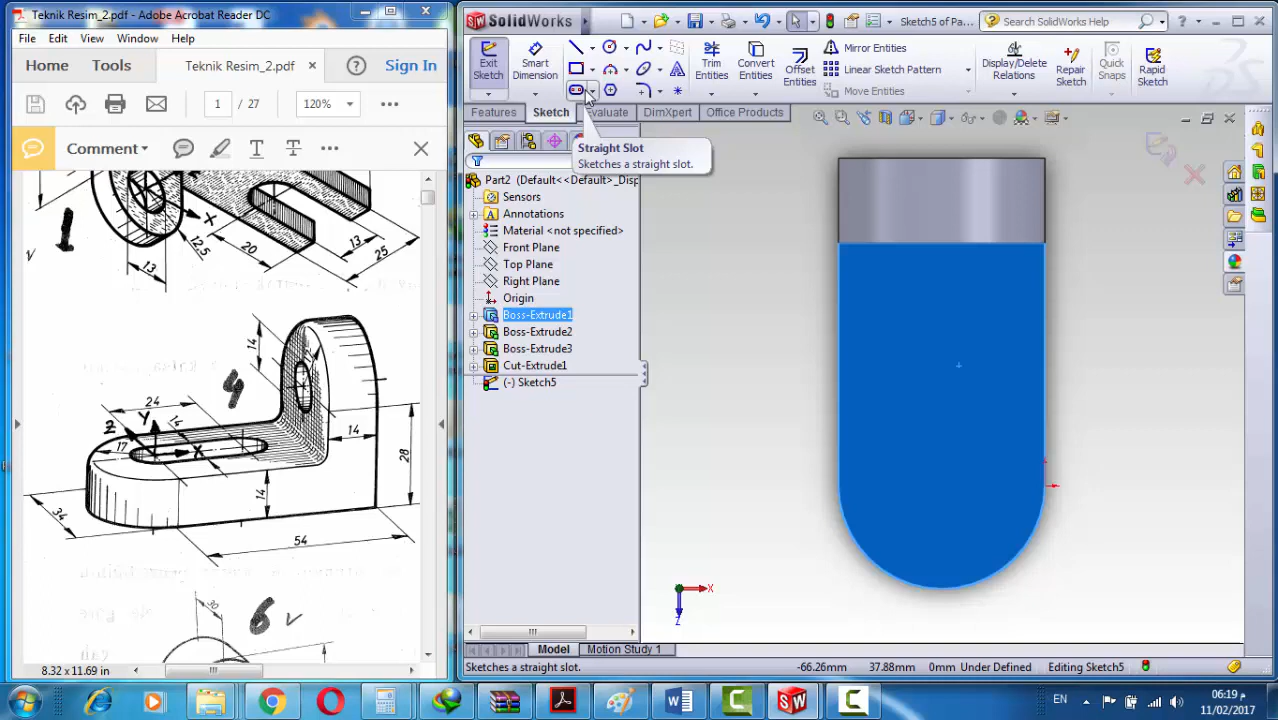 Teknik Resim_2.pdf - Adobe Acrobat Reader DC
File Edit View Window Help
Home Tools Teknik Resim_2.pdf × ? Sign In
1 / 27 120%
Comment
1
X
12,5
20
13
25
13
14
4
24
Y
14
Z
17
X
14
28
14
34
54
30
6
8.32 x 11.69 in
SolidWorks
Sketch5 of Pa...
Search SolidWorks Help
Exit Sketch
Smart Dimension
Trim Entities
Convert Entities
Offset Entities
Mirror Entities
Linear Sketch Pattern
Move Entities
Display/Delete Relations
Repair Sketch
Quick Snaps
Rapid Sketch
Features Sketch Evaluate DimXpert Office Products
Straight Slot
Sketches a straight slot.
Part2 (Default<<Default>_Disp
Sensors
Annotations
Material <not specified>
Front Plane
Top Plane
Right Plane
Origin
Boss-Extrude1
Boss-Extrude2
Boss-Extrude3
Cut-Extrude1
(-) Sketch5
X
Z
Model Motion Study 1
Sketches a straight slot. -66.26mm 37.88mm 0mm Under Defined Editing Sketch5
EN
06:19 م
11/02/2017